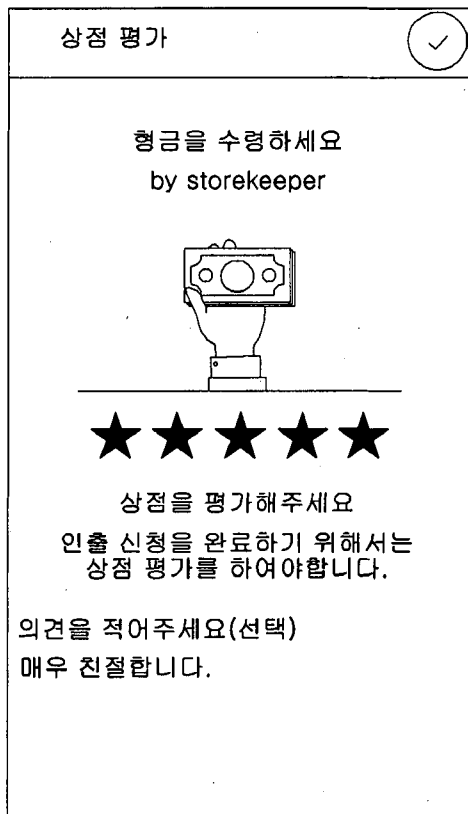 상점 평가
형금을 수령하세요
by storekeeper
상점을 평가해주세요
인출 신청을 완료하기 위해서는
상점 평가를 하여야합니다.
의견을 적어주세요(선택)
매우 친절합니다.